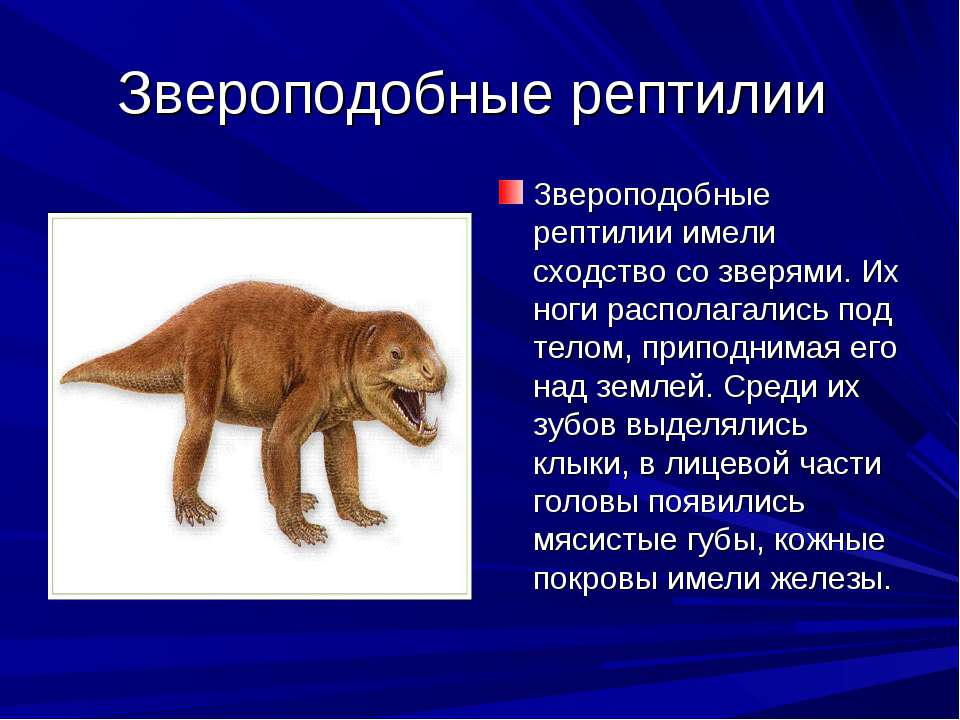 Звероподобные рептилии
Звероподобные
рептилии имели
сходство со зверями. Их
ноги располагались под
телом, приподнимая его
над землей. Среди их
зубов выделялись
клыки, в лицевой части
головы появились
мясистые губы, кожные
покровы имели железы.